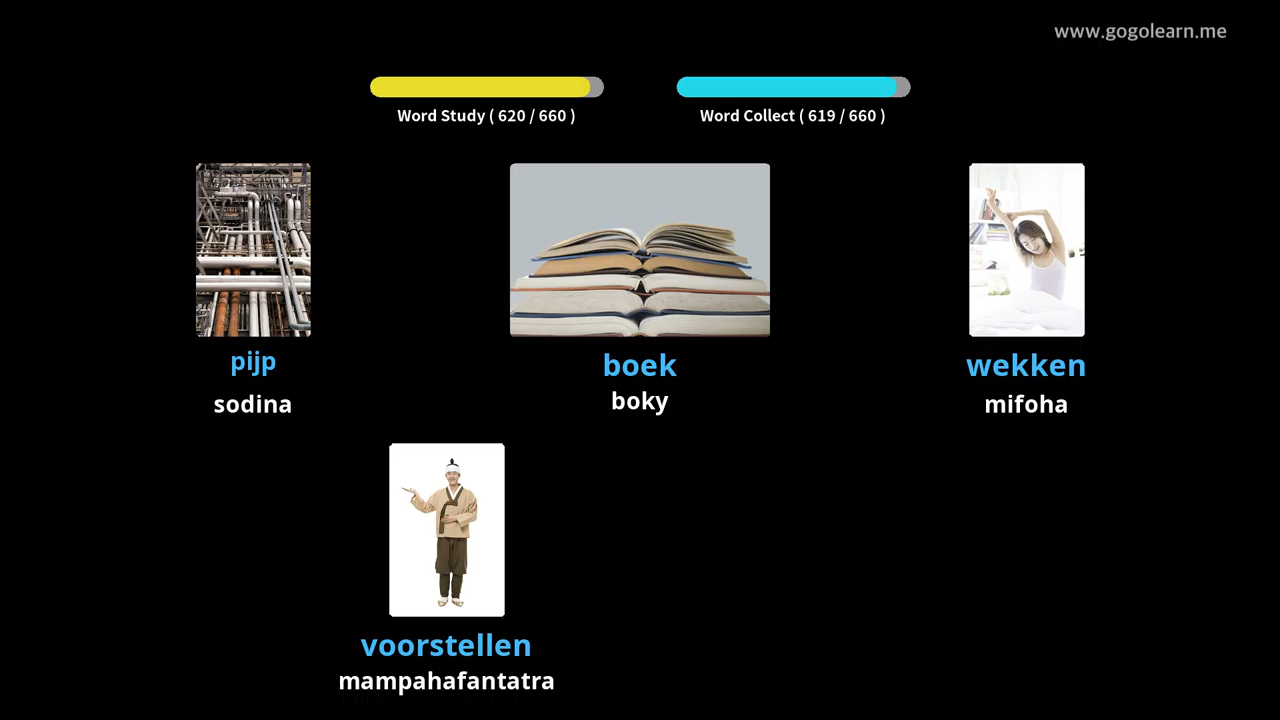 www.gogolearn.me
Word Study ( 620 / 660 )
Word Collect ( 619 / 660 )
pijp
sodina
boek
boky
wekken
mifoha
voorstellen
mampahafantatra